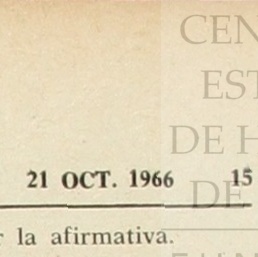 CEN
EST
DE H
21 OCT. 1966 15
DE
r la afirmativa.